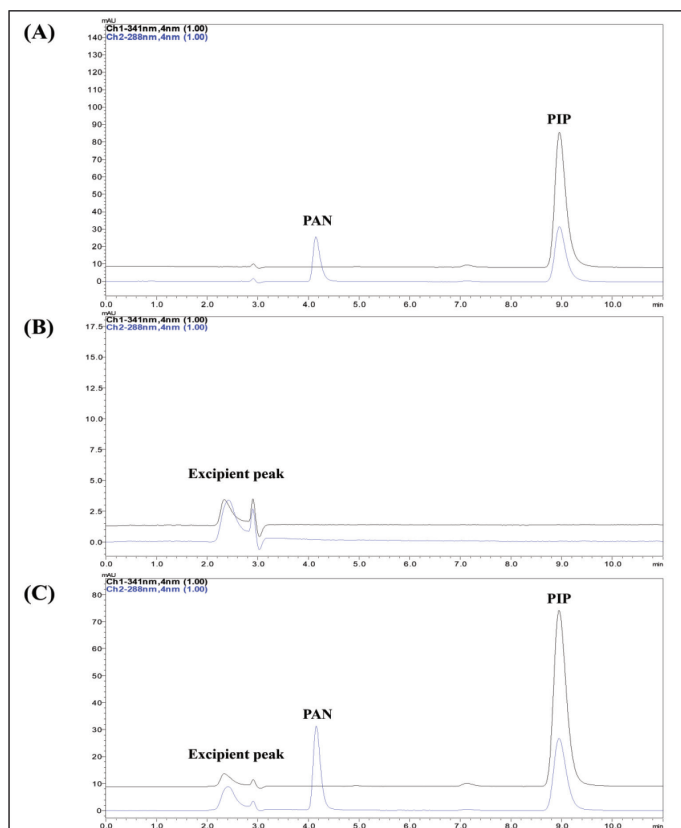 (A)
mAU
Ch1-341nm,4nm (1.00)
Ch2-288nm,4nm (1.00)
140
130
120
110
100
90
80
70
60
50
40
30
20
10
0
PAN
PIP
0.0 1.0 2.0 3.0 4.0 5.0 6.0 7.0 8.0 9.0 10.0 min
(B)
mAU
Ch1-341nm,4nm (1.00)
Ch2-288nm,4nm (1.00)
17.5
15.0
12.5
10.0
7.5
5.0
2.5
0.0
Excipient peak
0.0 1.0 2.0 3.0 4.0 5.0 6.0 7.0 8.0 9.0 10.0 min
(C)
mAU
Ch1-341nm,4nm (1.00)
Ch2-288nm,4nm (1.00)
80
70
60
50
40
30
20
10
0
Excipient peak
PAN
PIP
0.0 1.0 2.0 3.0 4.0 5.0 6.0 7.0 8.0 9.0 10.0 min